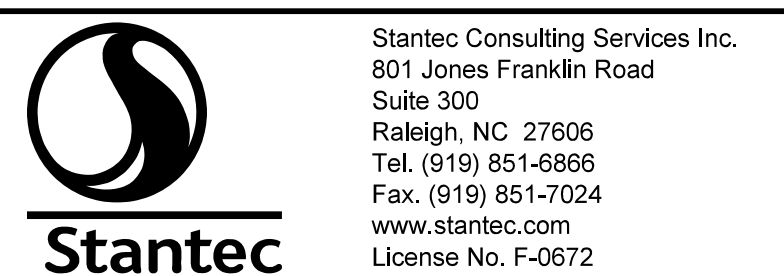 Stantec
Stantec Consulting Services Inc.
801 Jones Franklin Road
Suite 300
Raleigh, NC  27606
Tel. (919) 851-6866
Fax. (919) 851-7024
www.stantec.com
License No. F-0672